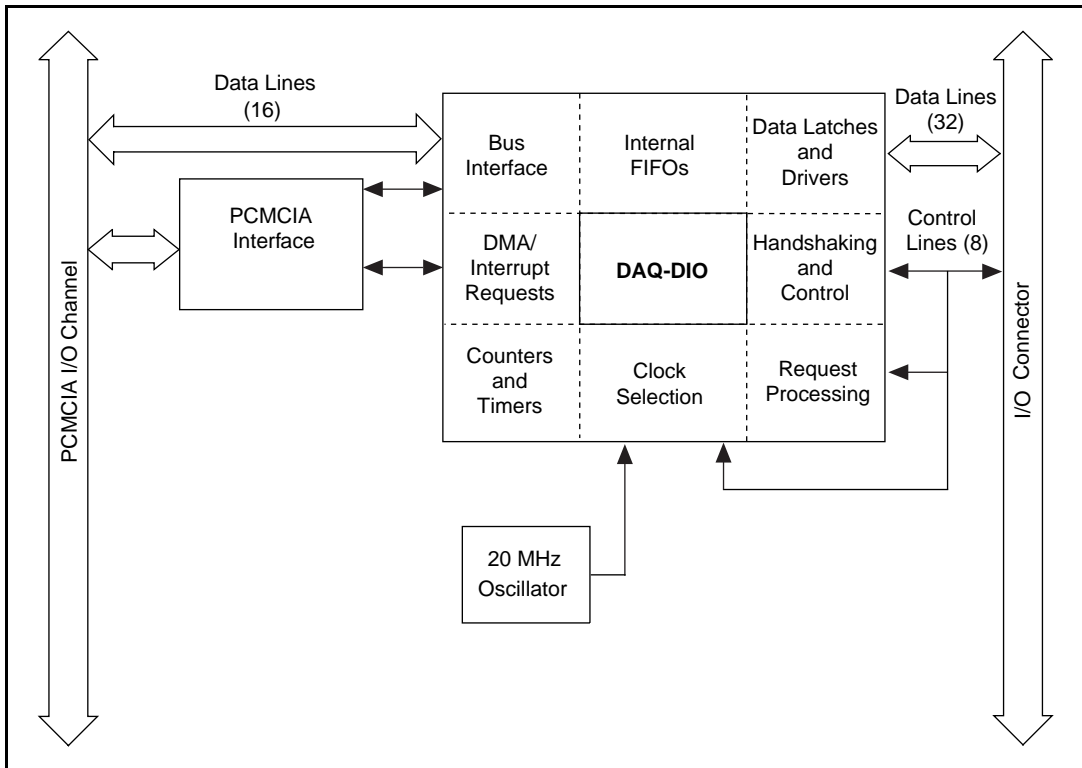 Data Lines
(16)
Data Lines
(32)
Bus
Interface
Internal
FIFOs
Data Latches
and
Drivers
PCMCIA
Interface
Control
Lines (8)
DMA/
Interrupt
Requests
DAQ-DIO
Handshaking
and
Control
Counters
and
Timers
Clock
Selection
Request
Processing
20 MHz
Oscillator
PCMCIA I/O Channel
I/O Connector